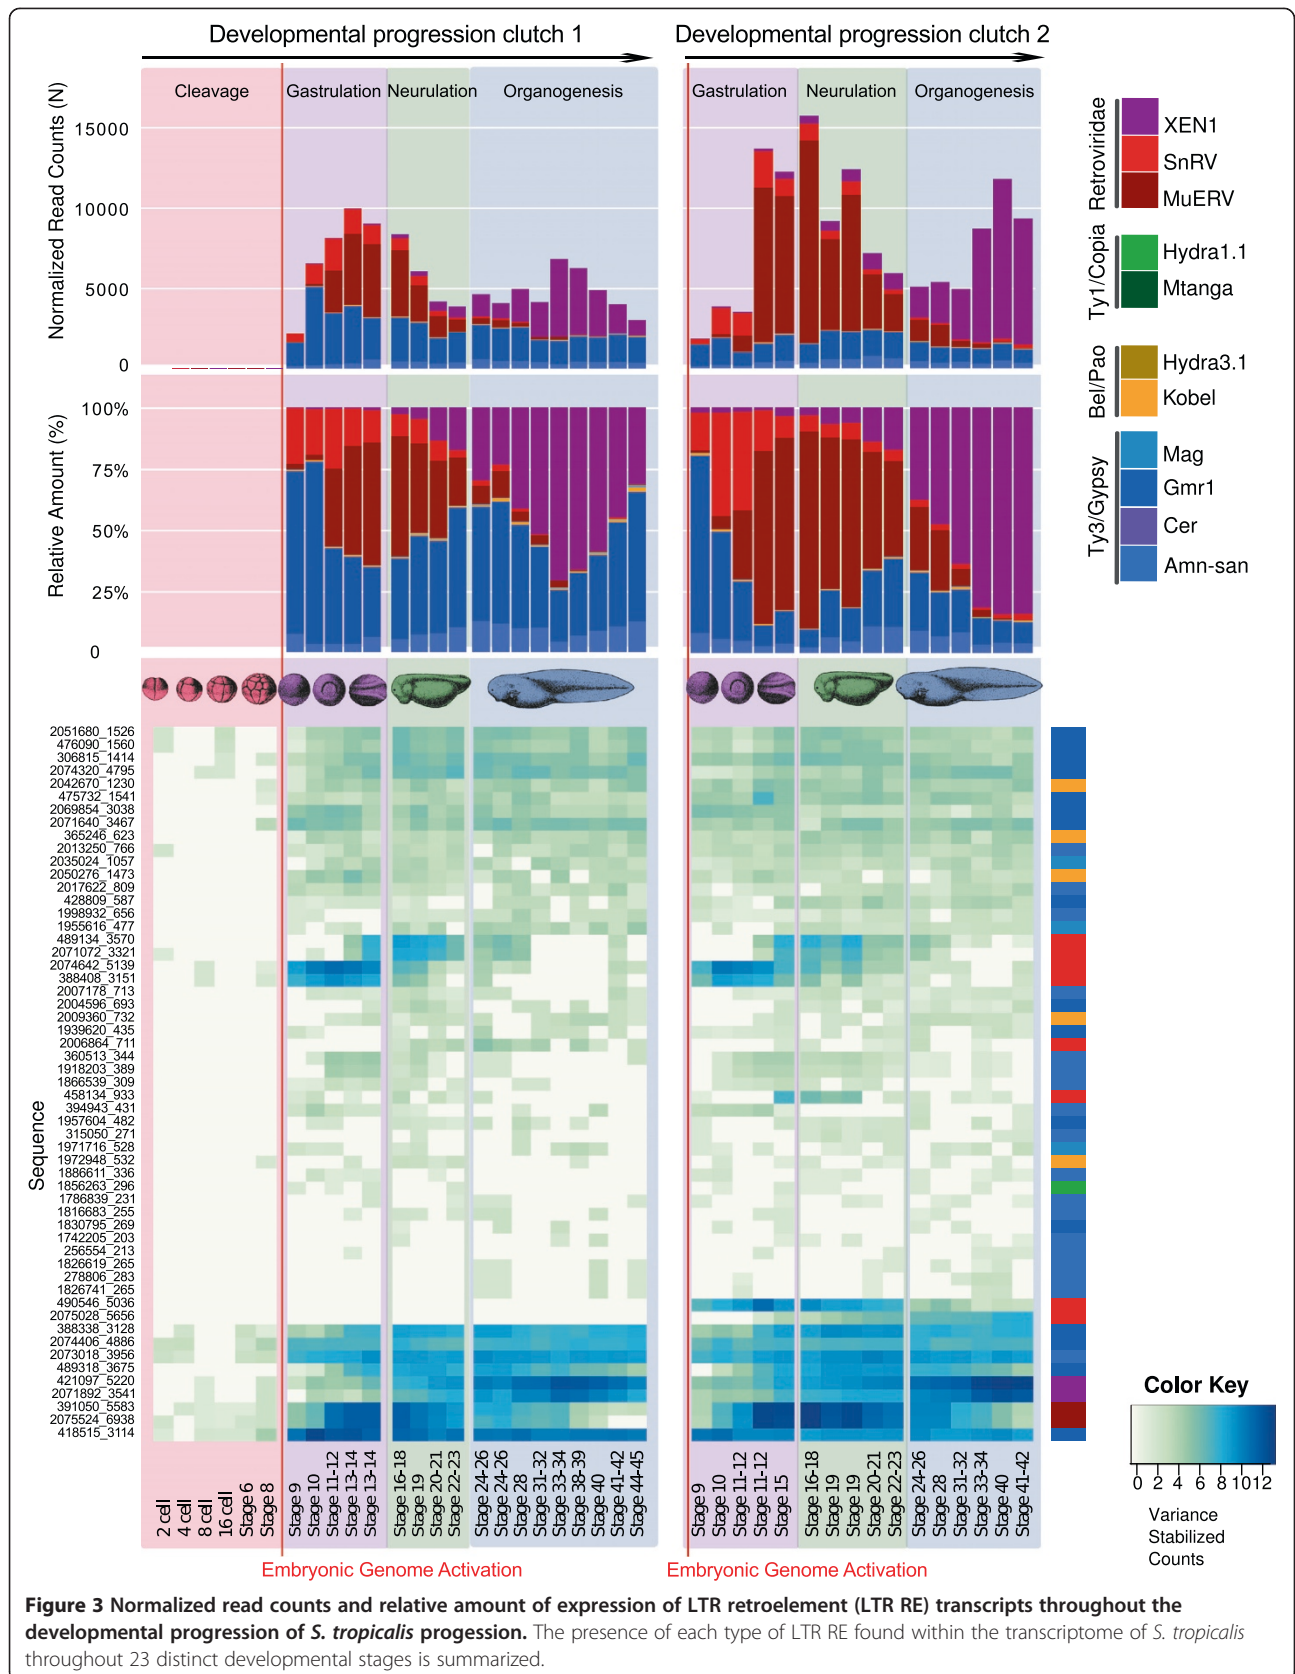 Developmental progression clutch 1
Developmental progression clutch 2
Normalized Read Counts (N)
15000
10000
5000
0
Cleavage
Gastrulation
Neurulation
Organogenesis
Gastrulation
Neurulation
Organogenesis
Relative Amount (%)
100%
75%
50%
25%
0
Retroviridae
XEN1
SnRV
MuERV
Ty1/Copia
Hydra1.1
Mtanga
Bel/Pao
Hydra3.1
Kobel
Ty3/Gypsy
Mag
Gmr1
Cer
Amn-san
Sequence
2051680_1526
476090_1560
306815_1414
2074320_4795
2042670_1230
475732_1541
2069854_3038
2071640_3467
365246_623
2013250_766
2035024_1057
2050276_1473
2017622_809
428809_587
1998932_656
1955616_477
489134_3570
2071072_3321
2074642_5139
388408_3151
2007178_713
2004596_693
2009360_732
1939620_435
2006864_711
360513_344
1918203_389
1866539_309
458134_933
394943_431
1957604_482
315050_271
1971716_528
1972948_532
1886611_336
1856263_296
1786839_231
1816683_255
1830795_269
1742205_203
256554_213
1826619_265
278806_283
1826741_265
490546_5036
2075028_5656
388338_3128
2074406_4886
2073018_3956
489318_3675
421097_5220
2071892_3541
391050_5583
2075524_6938
418515_3114
2 cell
4 cell
8 cell
16 cell
Stage 6
Stage 8
Stage 9
Stage 10
Stage 11-12
Stage 13-14
Stage 13-14
Stage 16-18
Stage 19
Stage 20-21
Stage 22-23
Stage 24-26
Stage 24-26
Stage 28
Stage 31-32
Stage 33-34
Stage 38-39
Stage 40
Stage 41-42
Stage 44-45
Stage 9
Stage 10
Stage 11-12
Stage 11-12
Stage 15
Stage 16-18
Stage 19
Stage 19
Stage 20-21
Stage 22-23
Stage 24-26
Stage 28
Stage 31-32
Stage 33-34
Stage 40
Stage 41-42
Embryonic Genome Activation
Embryonic Genome Activation
Color Key
0 2 4 6 8 10 12
Variance
Stabilized
Counts
Figure 3 Normalized read counts and relative amount of expression of LTR retroelement (LTR RE) transcripts throughout the
developmental progression of S. tropicalis progession. The presence of each type of LTR RE found within the transcriptome of S. tropicalis
throughout 23 distinct developmental stages is summarized.